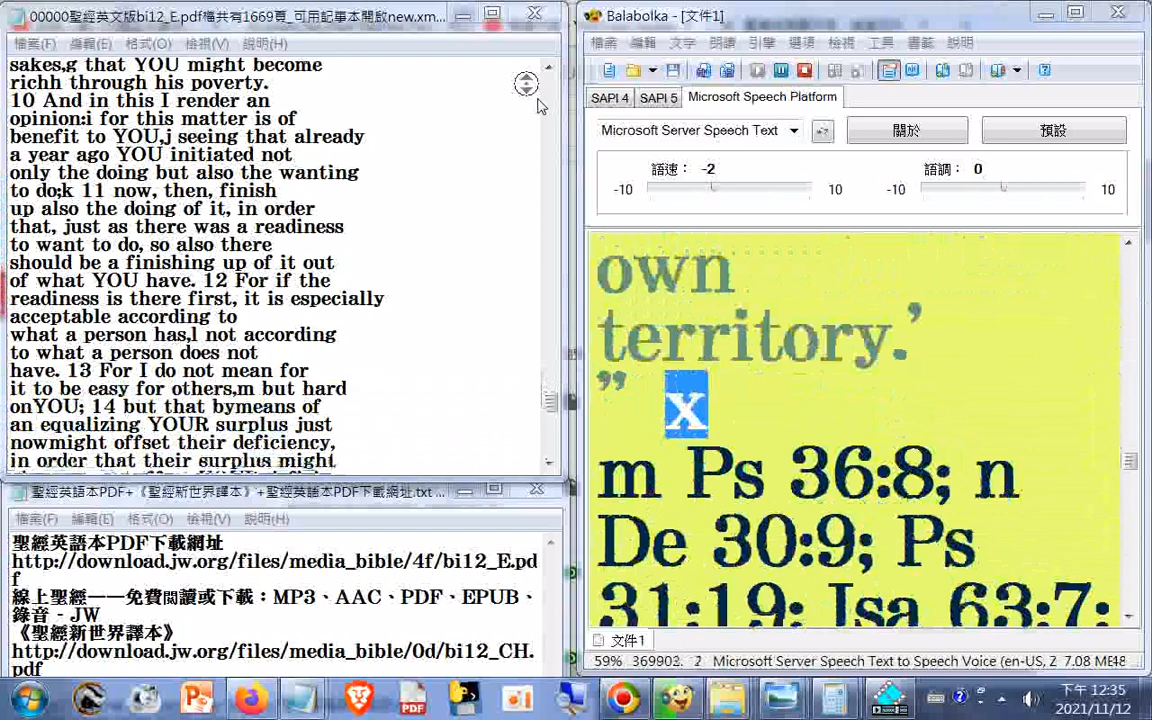 00000聖經英文版bi12_E.pdf檔共有1669頁_可用記事本開啟new.xm...
檔案(F) 編輯(E) 格式(O) 檢視(V) 說明(H)
sakes,g that YOU might become
richh through his poverty.
10 And in this I render an
opinion:i for this matter is of
benefit to YOU,j seeing that already
a year ago YOU initiated not
only the doing but also the wanting
to do;k 11 now, then, finish
up also the doing of it, in order
that, just as there was a readiness
to want to do, so also there
should be a finishing up of it out
of what YOU have. 12 For if the
readiness is there first, it is especially
acceptable according to
what a person has,l not according
to what a person does not
have. 13 For I do not mean for
it to be easy for others,m but hard
onYOU; 14 but that bymeans of
an equalizing YOUR surplus just
nowmight offset their deficiency,
in order that their surplus might
聖經英語本PDF+《聖經新世界譯本》+聖經英語本PDF下載網址.txt ...
檔案(F) 編輯(E) 格式(O) 檢視(V) 說明(H)
聖經英語本PDF下載網址
http://download.jw.org/files/media_bible/4f/bi12_E.pd
f
線上聖經——免費閱讀或下載：MP3、AAC、PDF、EPUB、
錄音 - JW
《聖經新世界譯本》
http://download.jw.org/files/media_bible/0d/bi12_CH.
pdf
Balabolka - [文件1]
檔案 編輯 文字 朗讀 引擎 選項 檢視 工具 書籤 說明
SAPI 4 SAPI 5 Microsoft Speech Platform
Microsoft Server Speech Text 關於 預設
語速： -2 語調： 0
-10 10 -10 10
own
territory.’
” x
m Ps 36:8; n
De 30:9; Ps
31:19; Isa 63:7;
文件1
59% 369902. 2 Microsoft Server Speech Text to Speech Voice (en-US, Z 7.08 ME48
下午 12:35
2021/11/12